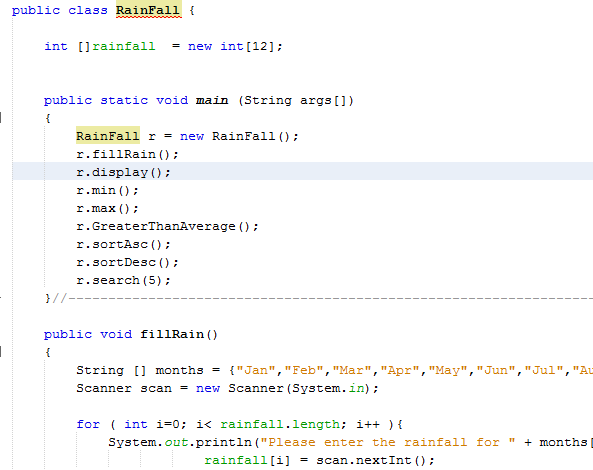 public class RainFall {
int []rainfall  = new int[12];
public static void main (String args[])
{
RainFall r = new RainFall();
r.fillRain();
r.display();
r.min();
r.max();
r.GreaterThanAverage();
r.sortAsc();
r.sortDesc();
r.search(5);
}//------------------------------------------------------------------
public void fillRain()
{
String [] months = {"Jan","Feb","Mar","Apr","May","Jun","Jul","Au
Scanner scan = new Scanner(System.in);
for ( int i=0; i< rainfall.length; i++ ){
System.out.println("Please enter the rainfall for " + months[
rainfall[i] = scan.nextInt();